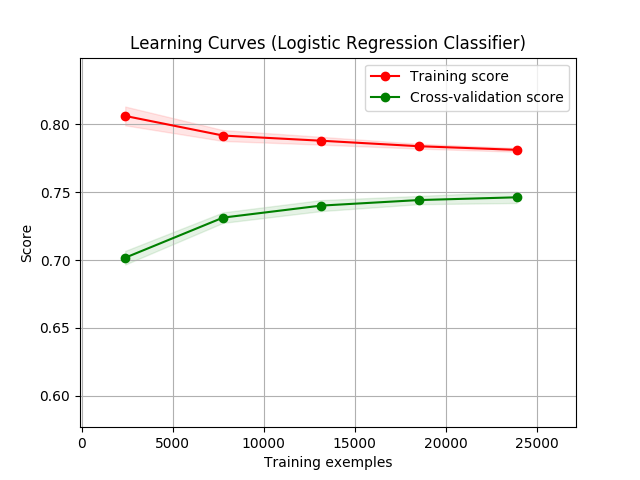 Learning Curves (Logistic Regression Classifier)
Training score
Cross-validation score
0.80
0.75
0.70
0.65
0.60
Score
0
5000
10000
15000
20000
25000
Training exemples